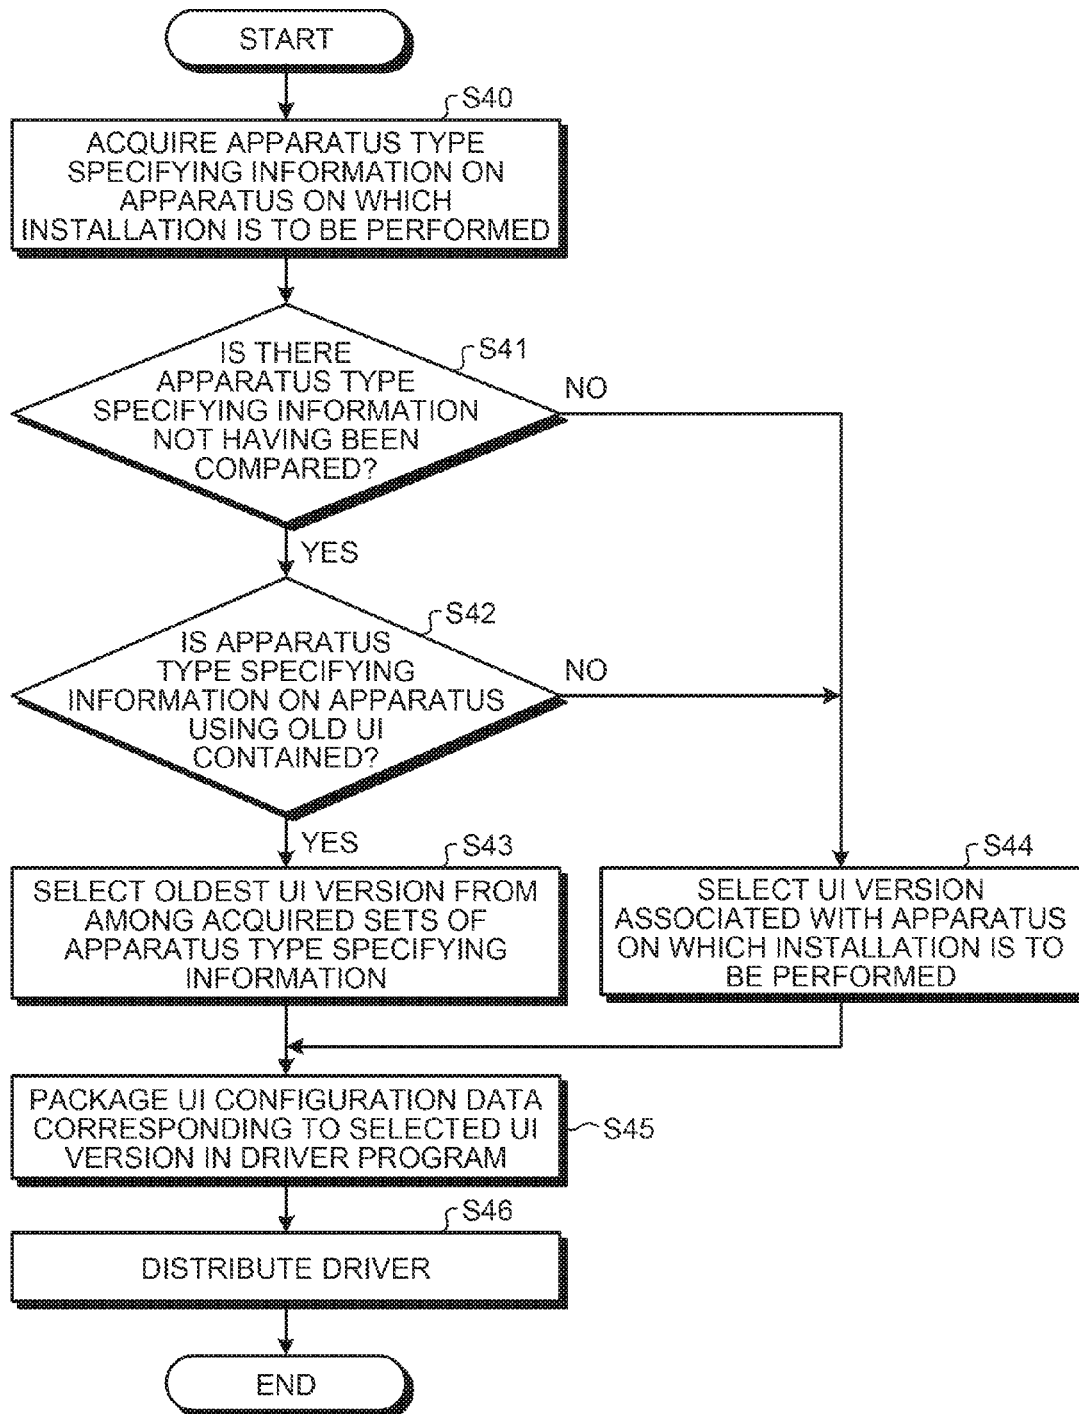 START
S40
ACQUIRE APPARATUS TYPE
SPECIFYING INFORMATION ON
APPARATUS ON WHICH
INSTALLATION IS TO BE PERFORMED
S41
IS THERE
APPARATUS TYPE
SPECIFYING INFORMATION
NOT HAVING BEEN
COMPARED?
NO
YES
S42
IS APPARATUS
TYPE SPECIFYING
INFORMATION ON APPARATUS
USING OLD UI
CONTAINED?
NO
YES
S43
SELECT OLDEST UI VERSION FROM
AMONG ACQUIRED SETS OF
APPARATUS TYPE SPECIFYING
INFORMATION
S44
SELECT UI VERSION
ASSOCIATED WITH APPARATUS
ON WHICH INSTALLATION IS TO
BE PERFORMED
PACKAGE UI CONFIGURATION DATA
CORRESPONDING TO SELECTED UI
VERSION IN DRIVER PROGRAM
S45
S46
DISTRIBUTE DRIVER
END